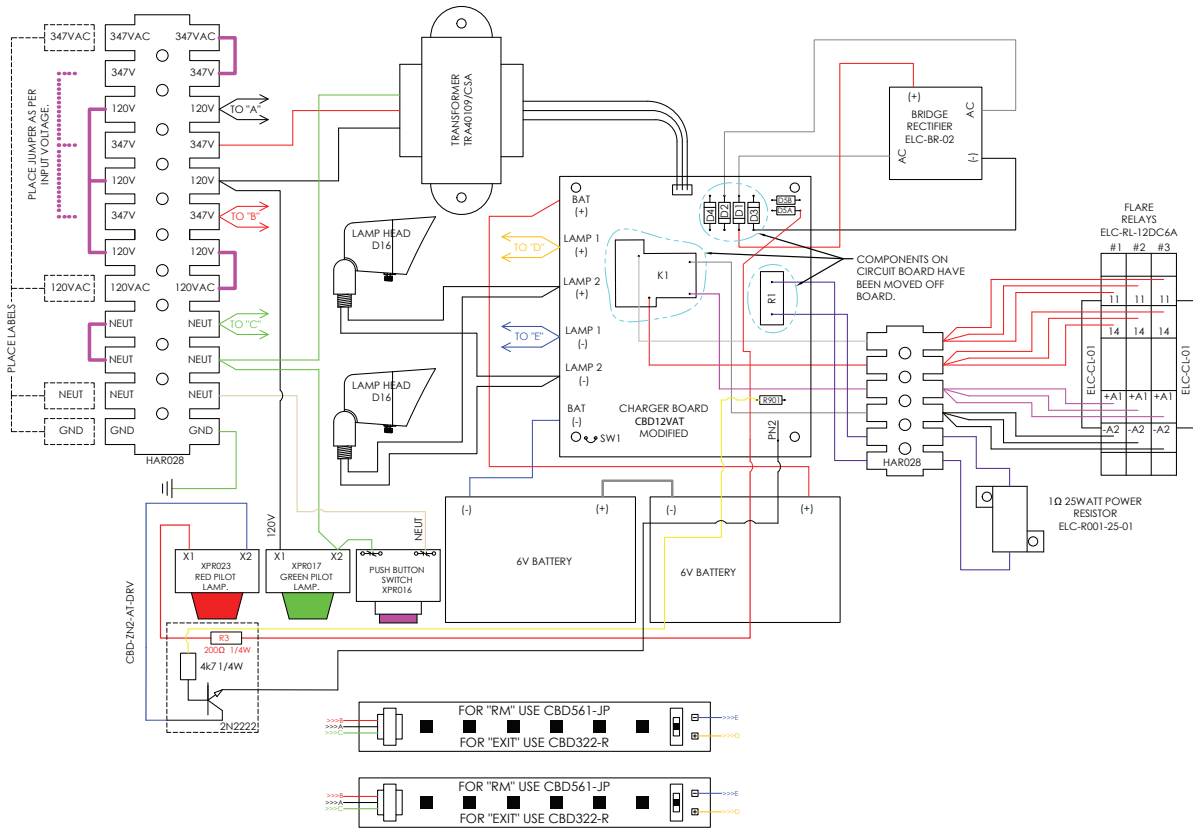 347VAC
347VAC
347VAC
347V
347V
120V
120V
TO "A"
347V
347V
120V
120V
347V
347V
TO "B"
120V
120V
120VAC
120VAC
120VAC
NEUT
NEUT
TO "C"
NEUT
NEUT
NEUT
NEUT
NEUT
GND
GND
GND
HAR028
PLACE JUMPER AS PER
INPUT VOLTAGE.
PLACE LABELS
TRANSFORMER
TRA40109/CSA
LAMP HEAD
D16
LAMP HEAD
D16
BAT
(+)
LAMP 1
(+)
TO "D"
LAMP 2
(+)
LAMP 1
(-)
TO "E"
LAMP 2
(-)
BAT
(-)
SW1
CHARGER BOARD
CBD12VAT
MODIFIED
K1
D4
D2
D1
D3
D5B
D5A
R1
R901
PN2
(+)
BRIDGE
RECTIFIER
ELC-BR-02
AC
AC
(-)
COMPONENTS ON
CIRCUIT BOARD HAVE
BEEN MOVED OFF
BOARD.
FLARE
RELAYS
ELC-RL-12DC6A
#1 #2 #3
11 11 11
14 14 14
+A1 +A1 +A1
-A2 -A2 -A2
ELC-CL-01
ELC-CL-01
HAR028
1Ω 25WATT POWER
RESISTOR
ELC-R001-25-01
(-)
(+)
6V BATTERY
(-)
(+)
6V BATTERY
120V
NEUT
X1 X2
XPR023
RED PILOT
LAMP.
X1 X2
XPR017
GREEN PILOT
LAMP.
PUSH BUTTON
SWITCH
XPR016
CBD-ZN2-AT-DRV
R3
200Ω 1/4W
4k7 1/4W
2N2222
>>>B
>>>A
>>>C
FOR "RM" USE CBD561-JP
FOR "EXIT" USE CBD322-R
>>>E
>>>D
>>>B
>>>A
>>>C
FOR "RM" USE CBD561-JP
FOR "EXIT" USE CBD322-R
>>>E
>>>D